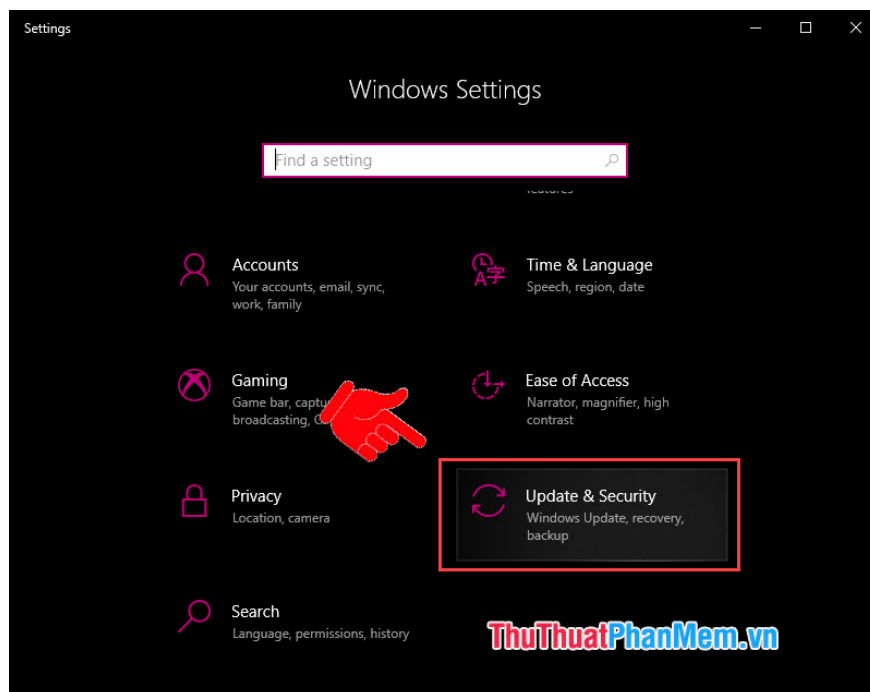 Settings
Windows Settings
Find a setting
features
Accounts
Your accounts, email, sync,
work, family
Time & Language
Speech, region, date
Gaming
Game bar, captu
broadcasting, G
Ease of Access
Narrator, magnifier, high
contrast
Privacy
Location, camera
Update & Security
Windows Update, recovery,
backup
Search
Language, permissions, history
ThuThuatPhanMem.vn